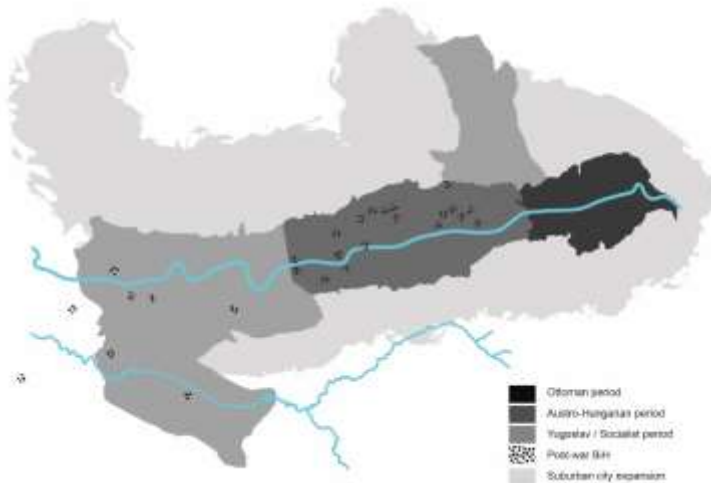 Ottoman period
Austro-Hungarian period
Yugoslav / Socialist period
Post-war BiH
Suburban city expansion